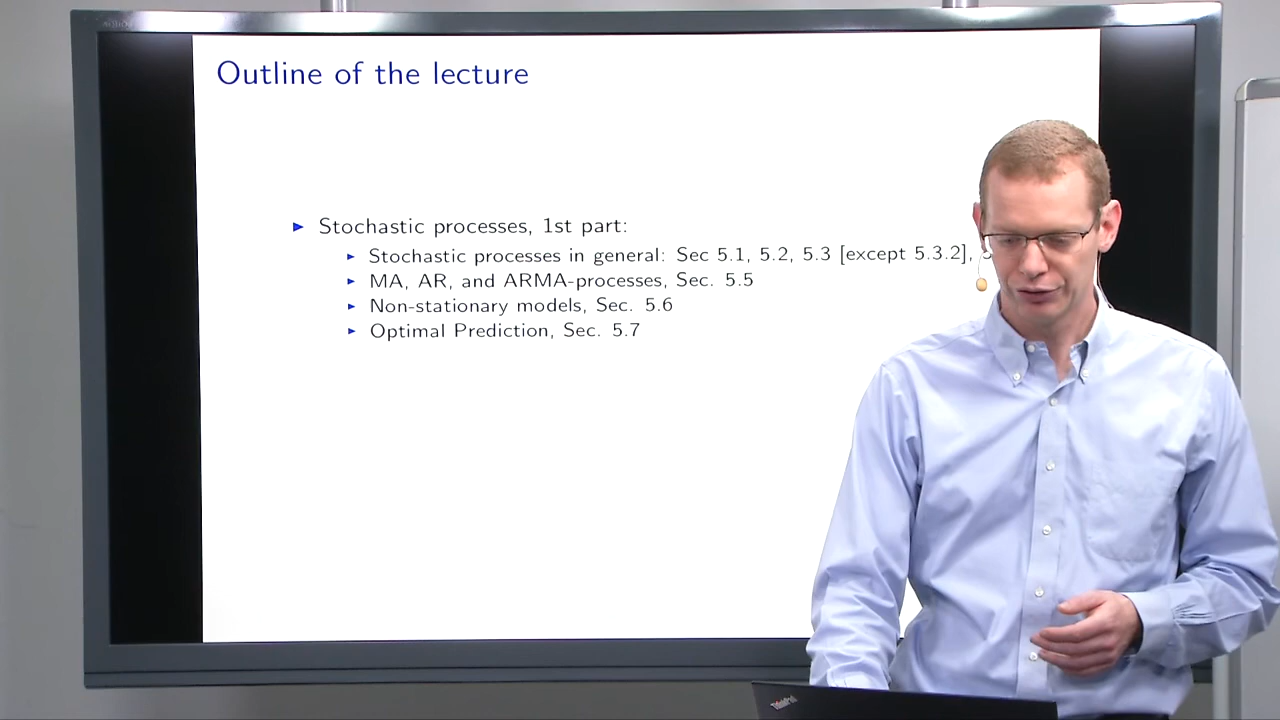 Outline of the lecture
▶ Stochastic processes, 1st part:
▶ Stochastic processes in general: Sec 5.1, 5.2, 5.3 [except 5.3.2],
▶ MA, AR, and ARMA-processes, Sec. 5.5
▶ Non-stationary models, Sec. 5.6
▶ Optimal Prediction, Sec. 5.7
ThinkPad